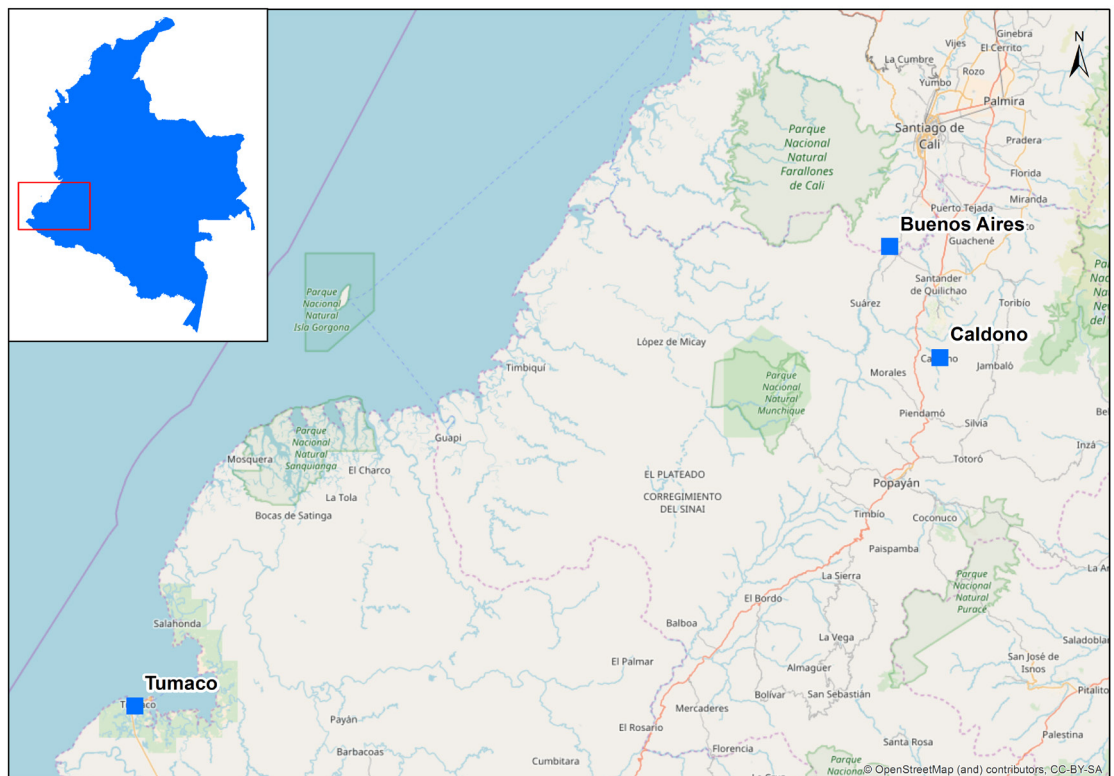 N
Ginebra
Vijes
El Cerrito
La Cumbre
Rozo
Yumbo
Palmira
Parque
Nacional
Natural
Farallones
de Cali
Santiago de
Cali
Pradera
Florida
Miranda
Puerto Tejada
Buenos Aires
Guachené
Santander
de Quilichao
Parque
Nacional
Natural
Isla Gorgona
Suárez
Toribío
López de Micay
Caldono
Timbiquí
Morales
Jambaló
Parque
Nacional
Natural
Munchique
Piendamó
Silvia
Parque
Nacional
Natural
Sanquianga
Guapi
Inzá
Mosquera
El Charco
Totoró
EL PLATEADO
Popayán
La Tola
CORREGIMIENTO
DEL SINAI
Bocas de Satinga
Timbío
Coconuco
Paispamba
La Sierra
Parque
Nacional
Natural
Puracé
El Bordo
Salahonda
Balboa
La Vega
Saladobla
El Palmar
San José de
Isnos
Almaguer
Tumaco
Bolívar
San Sebastián
Pitalito
Mercaderes
Payán
El Rosario
Palestina
Santa Rosa
Florencia
Barbacoas
Cumbitara
Parque
Nacional
© OpenStreetMap (and) contributors, CC-BY-SA